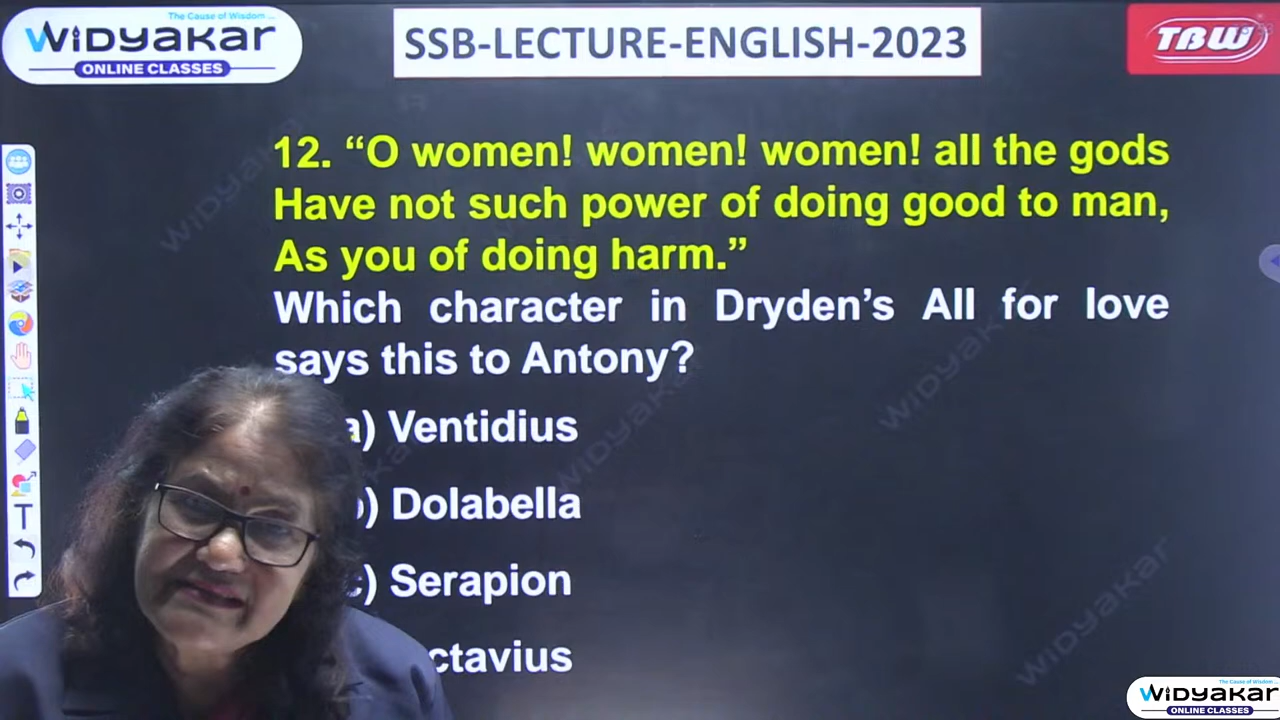 The Cause of Wisdom ...
WIDYAKAR
ONLINE CLASSES
SSB-LECTURE-ENGLISH-2023
TBW
12. “O women! women! women! all the gods
Have not such power of doing good to man,
As you of doing harm.”
Which character in Dryden’s All for love
says this to Antony?
a) Ventidius
) Dolabella
) Serapion
ctavius
T
The Cause of Wisdom ...
WIDYAKAR
ONLINE CLASSES